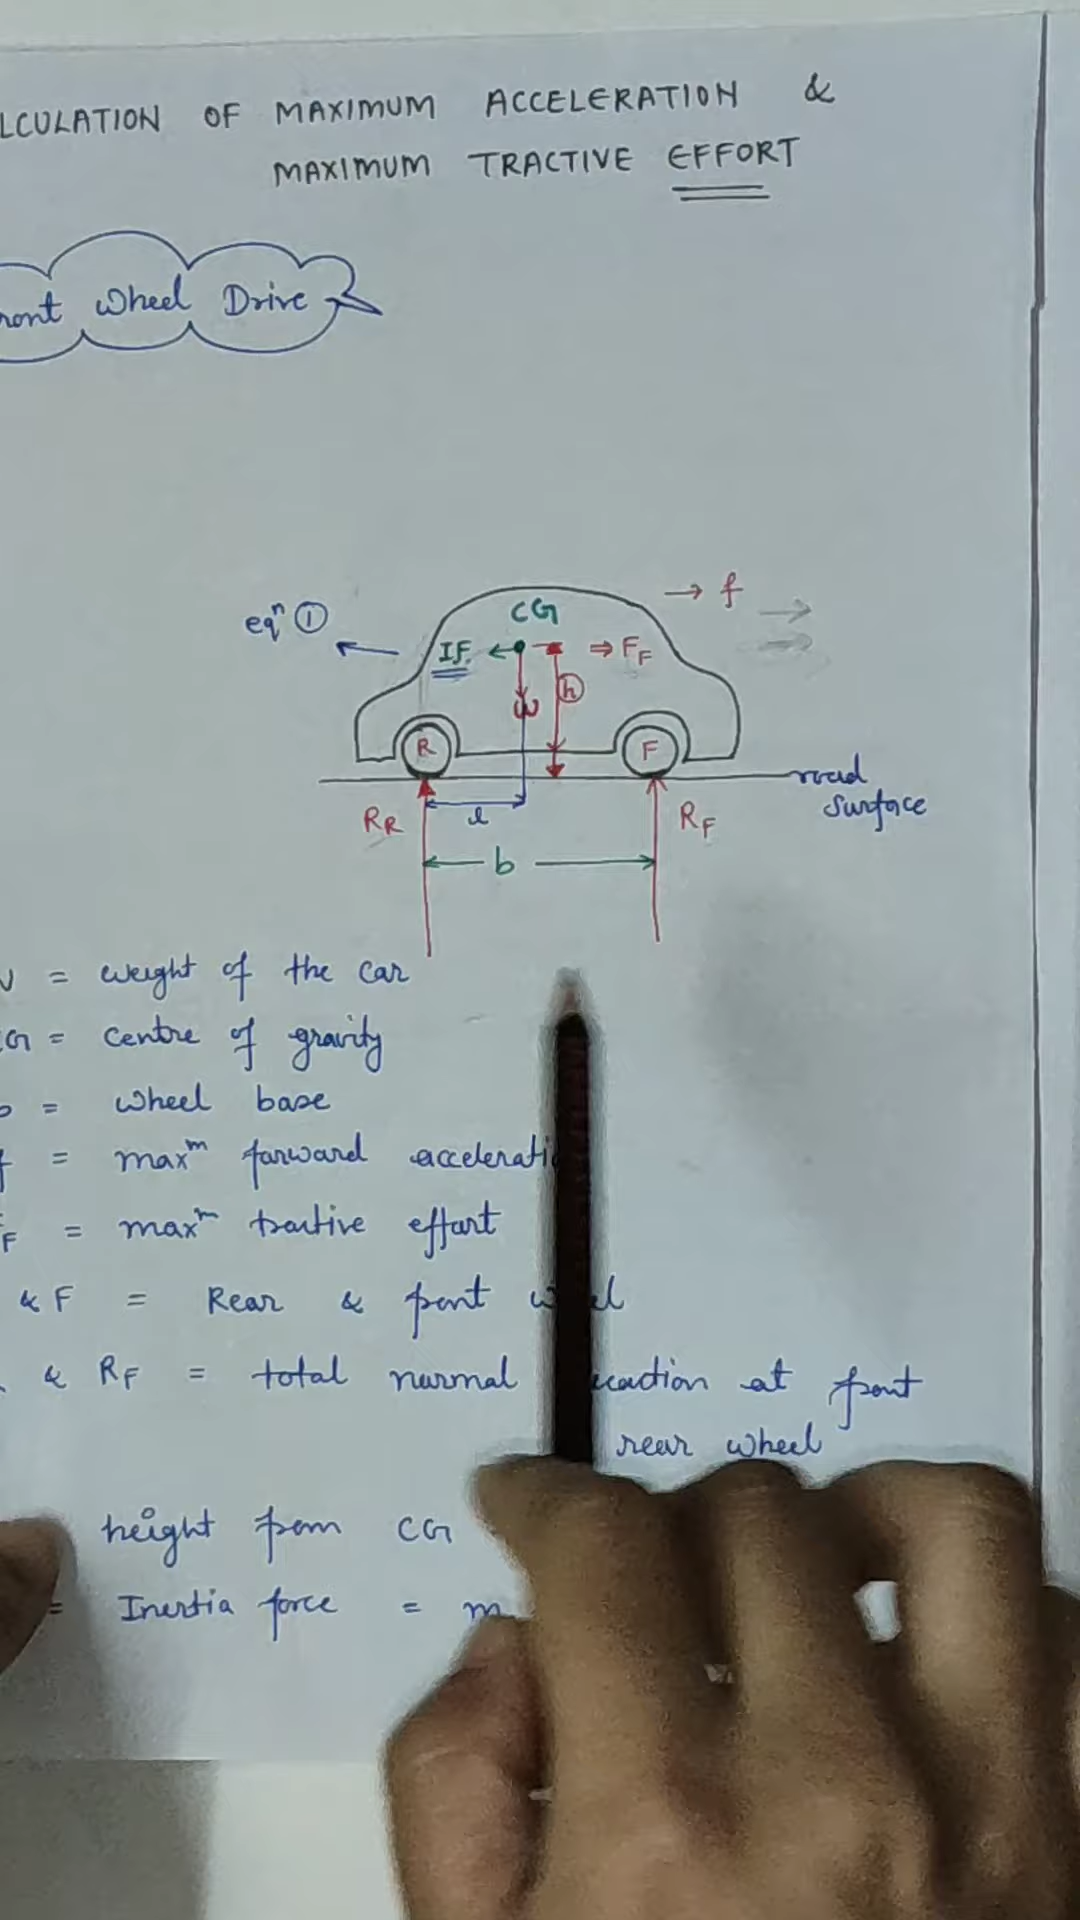 LCULATION OF MAXIMUM ACCELERATION &
MAXIMUM TRACTIVE EFFORT
ront Wheel Drive
eqⁿ ①
→ f
CG
IF
⇒ FF
W
h
R
F
road
surface
RR
l
RF
b
= weight of the car
= centre of gravity
= wheel base
= maxᵐ forward accelerati
F = maxᵐ tractive effort
& F = Rear & front
& RF = total normal reaction at front
rear wheel
height from CG
= Inertia force = m